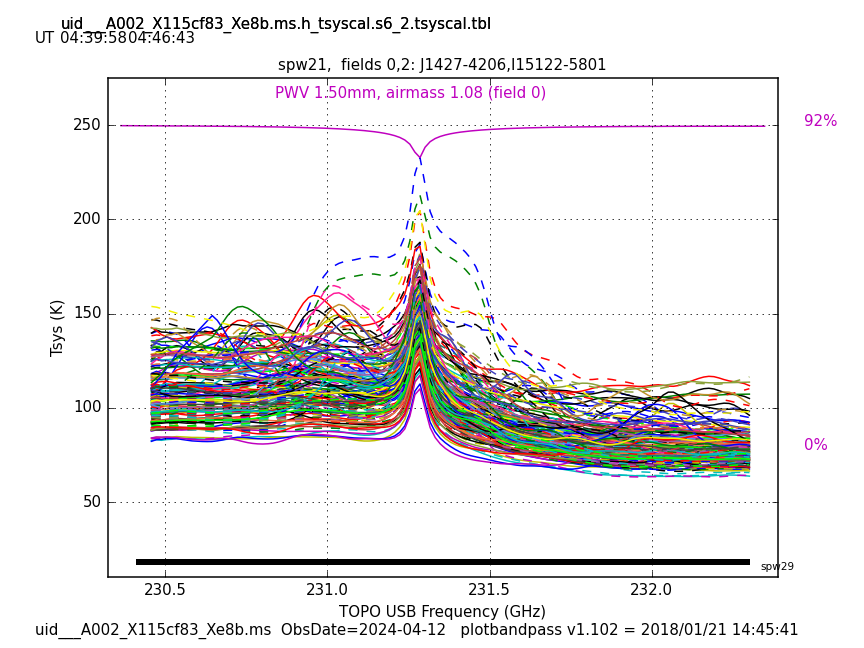 uid___A002_X115cf83_Xe8b.ms.h_tsyscal.s6_2.tsyscal.tbl
UT 04:39:58 04:46:43
spw21, fields 0,2: J1427-4206,I15122-5801
PWV 1.50mm, airmass 1.08 (field 0)
250
92%
200
150
Tsys (K)
100
0%
50
spw29
230.5 231.0 231.5 232.0
TOPO USB Frequency (GHz)
uid___A002_X115cf83_Xe8b.ms ObsDate=2024-04-12 plotbandpass v1.102 = 2018/01/21 14:45:41